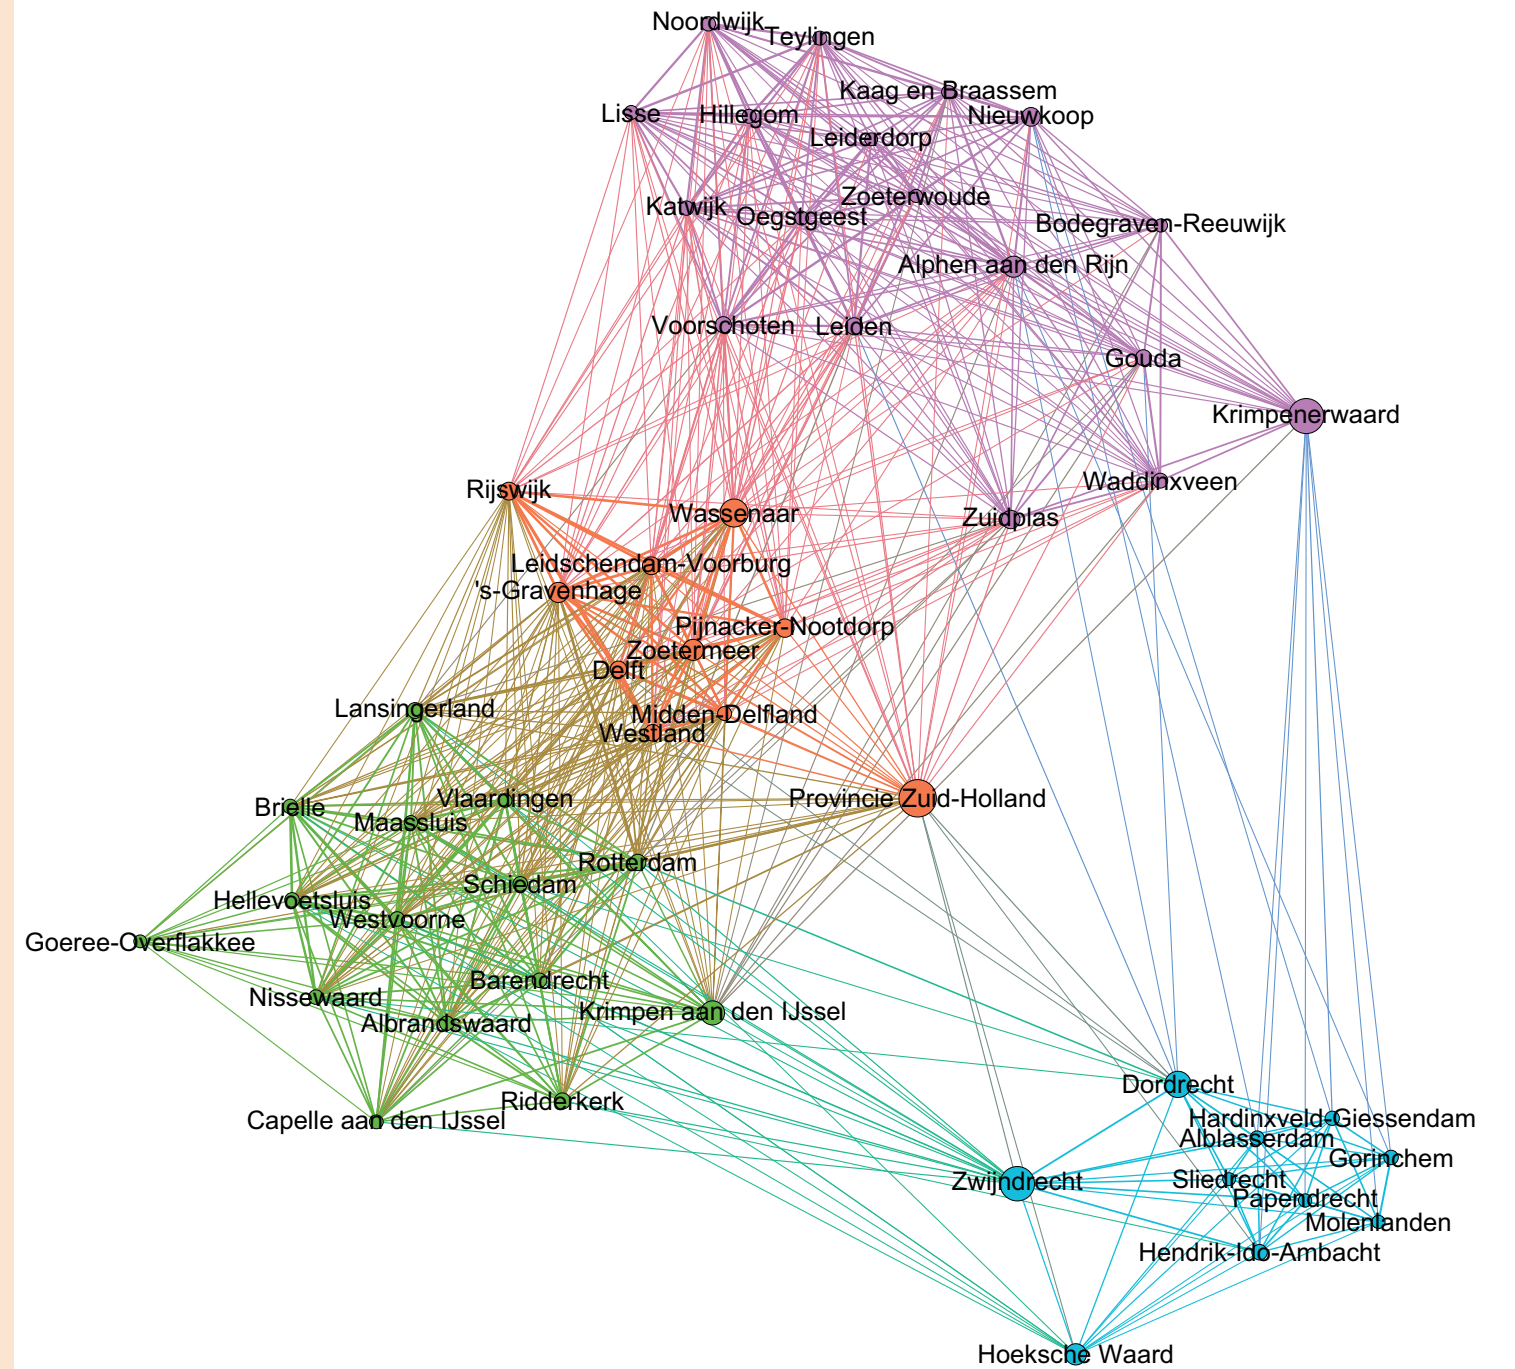 Noordwijk
Teylingen
Kaag en Braassem
Lisse
Hillegom
Nieuwkoop
Leiderdorp
Zoeterwoude
Katwijk
Oegstgeest
Bodegraven-Reeuwijk
Alphen aan den Rijn
Voorschoten
Leiden
Gouda
Krimpenerwaard
Waddinxveen
Rijswijk
Wassenaar
Zuidplas
Leidschendam-Voorburg
's-Gravenhage
Pijnacker-Nootdorp
Zoetermeer
Delft
Lansingerland
Midden-Delfland
Westland
Brielle
Vlaardingen
Provincie Zuid-Holland
Maassluis
Rotterdam
Schiedam
Hellevoetsluis
Westvoorne
Goeree-Overflakkee
Barendrecht
Nissewaard
Krimpen aan den IJssel
Albrandswaard
Dordrecht
Ridderkerk
Capelle aan den IJssel
Hardinxveld-Giessendam
Alblasserdam
Gorinchem
Zwijndrecht
Sliedrecht
Papendrecht
Molenlanden
Hendrik-Ido-Ambacht
Hoeksche Waard